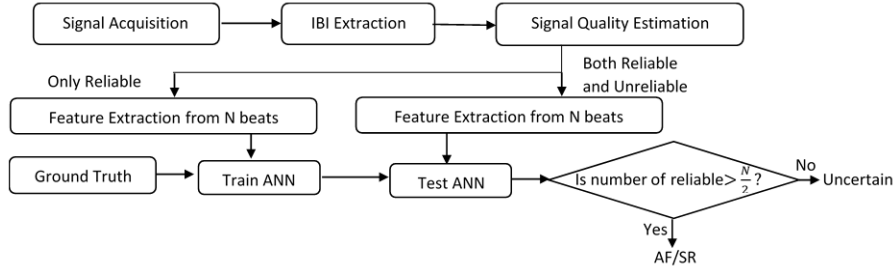 Signal Acquisition
IBI Extraction
Signal Quality Estimation
Only Reliable
Both Reliable
and Unreliable
Feature Extraction from N beats
Feature Extraction from N beats
Ground Truth
Train ANN
Test ANN
Is number of reliable> N/2 ?
No
Uncertain
Yes
AF/SR